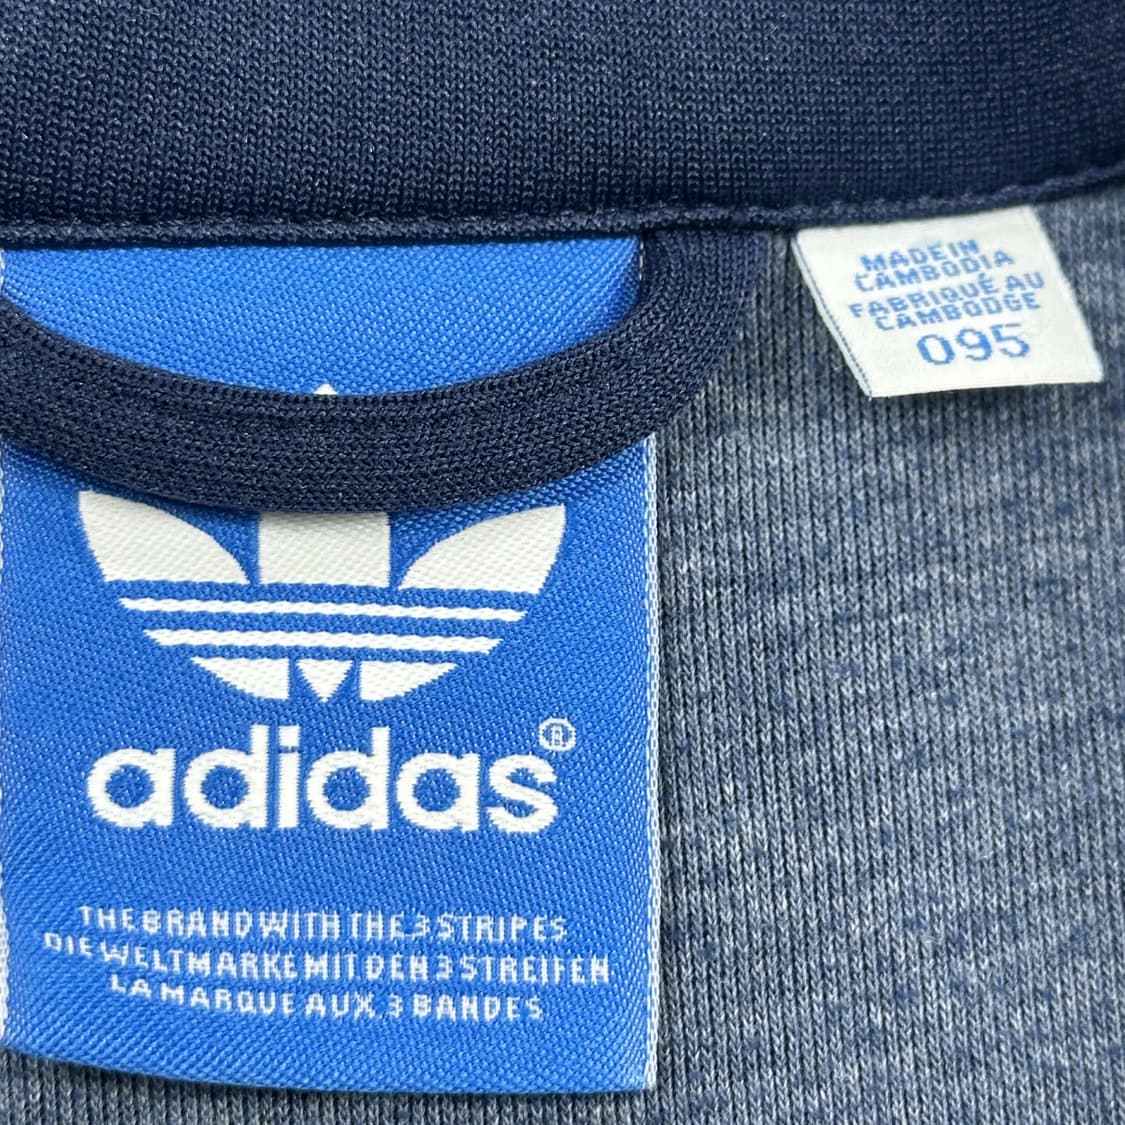 MADE IN
CAMBODIA
FABRIQUÉ AU
CAMBODGE
095
adidas®
THE BRAND WITH THE 3 STRIPES
DIE WELTMARKE MIT DEN 3 STREIFEN
LA MARQUE AUX 3 BANDES